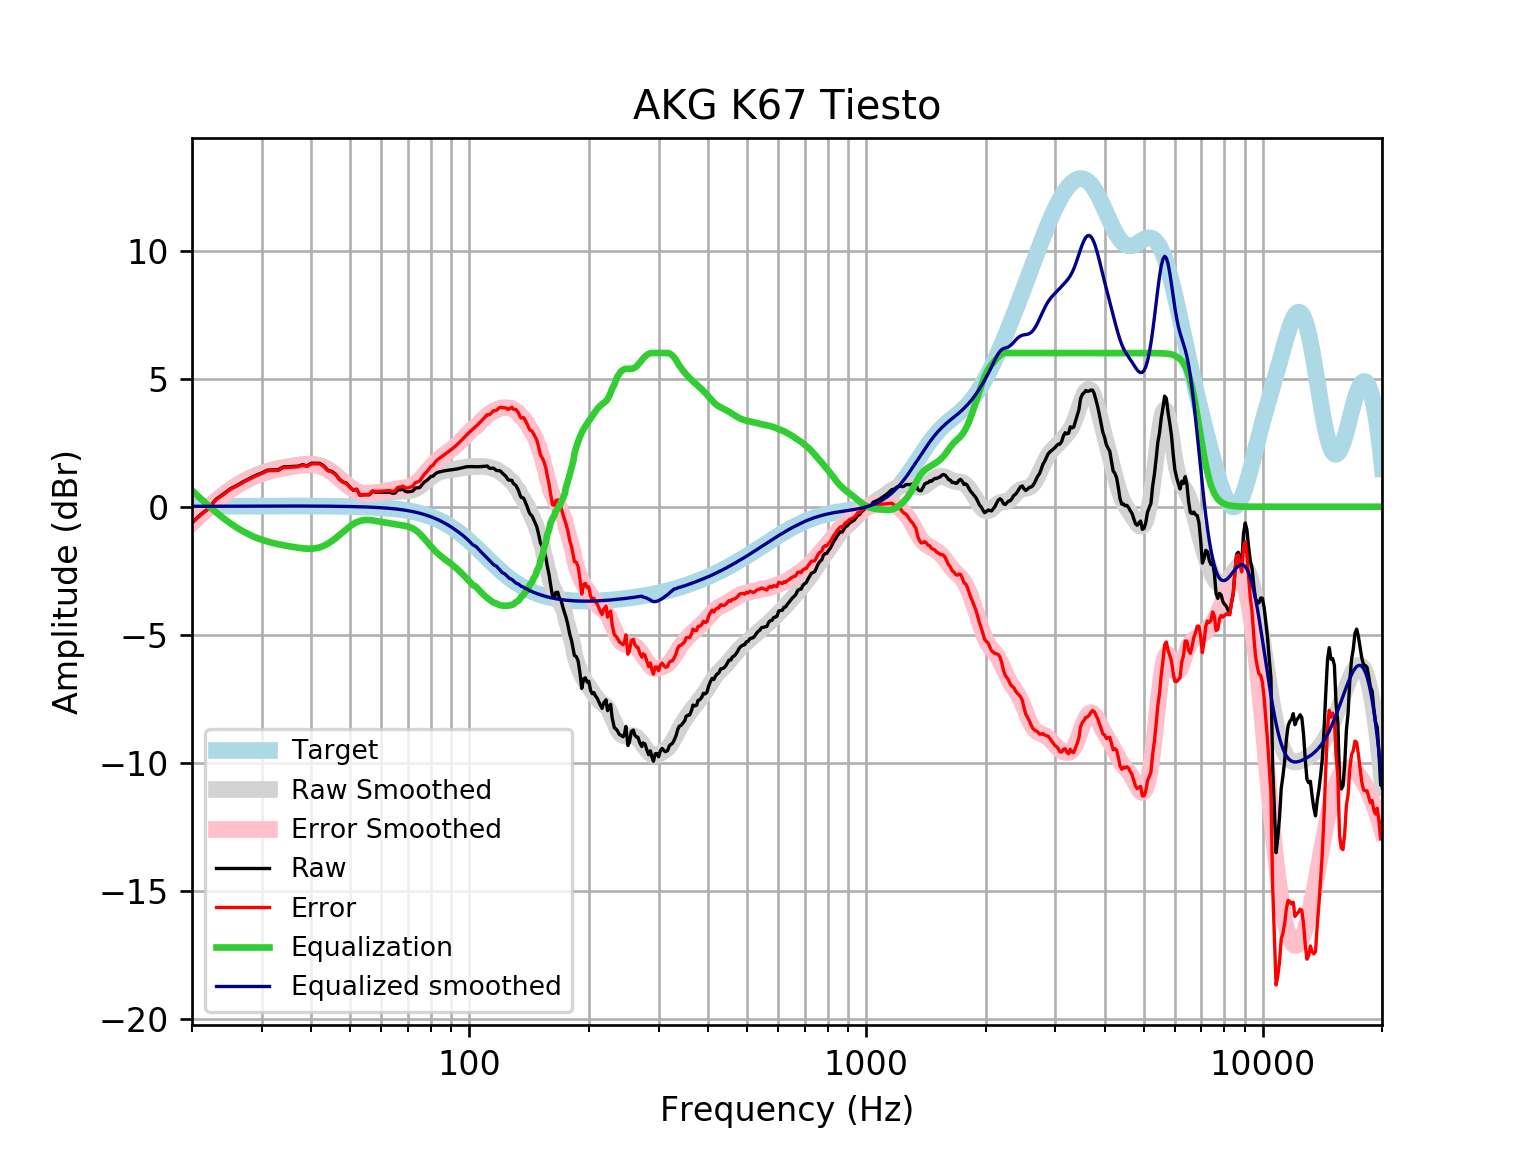 AKG K67 Tiesto
Amplitude (dBr)
10
5
0
−5
−10
−15
−20
Target
Raw Smoothed
Error Smoothed
Raw
Error
Equalization
Equalized smoothed
100 1000 10000
Frequency (Hz)